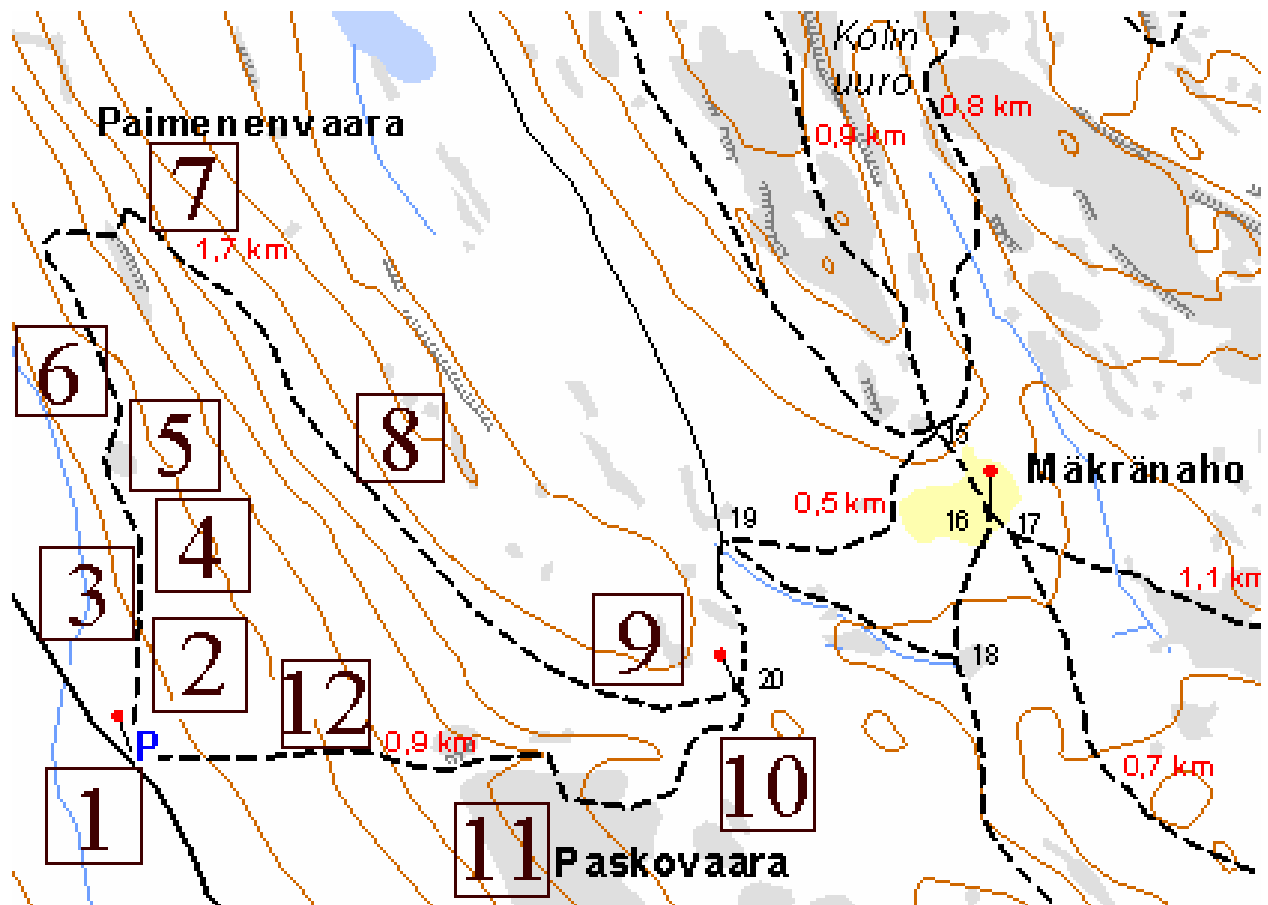 Kolin
uuro
0,8 km
Paimenenvaara
0,9 km
7
1,7 km
6
8
5
15
Mäkränaho
0,5 km
19
16
17
4
3
1,1 km
9
2
18
12
20
P
0,9 km
0,7 km
10
1
11
Paskovaara